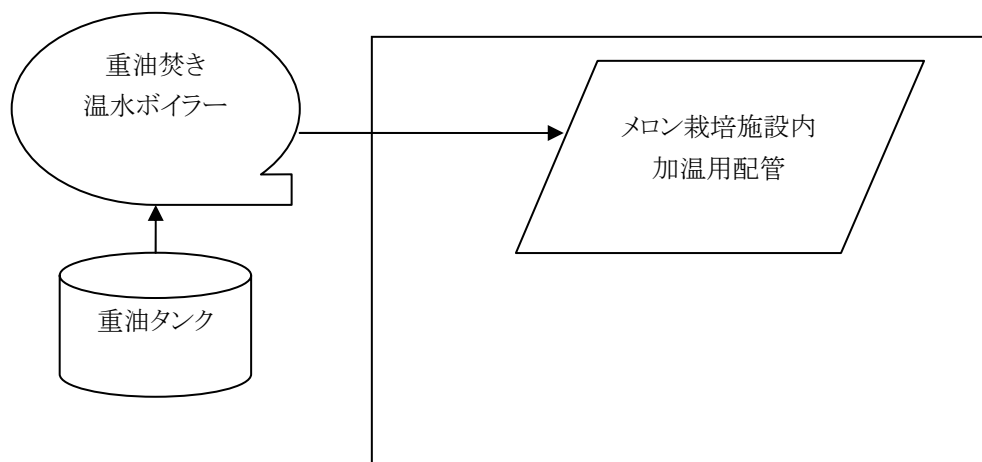 重油焚き
温水ボイラー
メロン栽培施設内
加温用配管
重油タンク